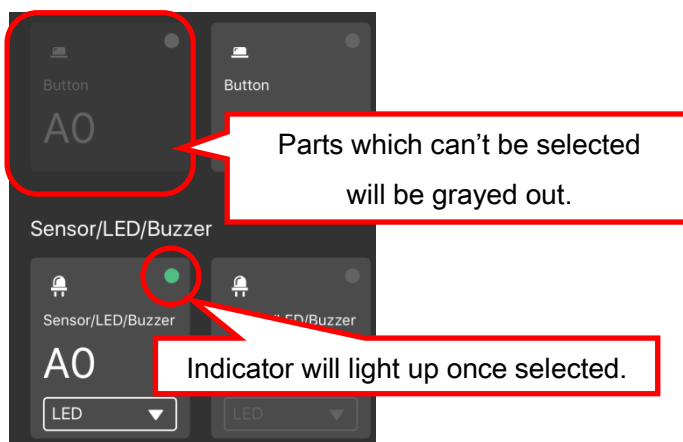 Button
Button
A0
Parts which can't be selected
will be grayed out.
Sensor/LED/Buzzer
Sensor/LED/Buzzer
/LED/Buzzer
A0
Indicator will light up once selected.
LED
LED